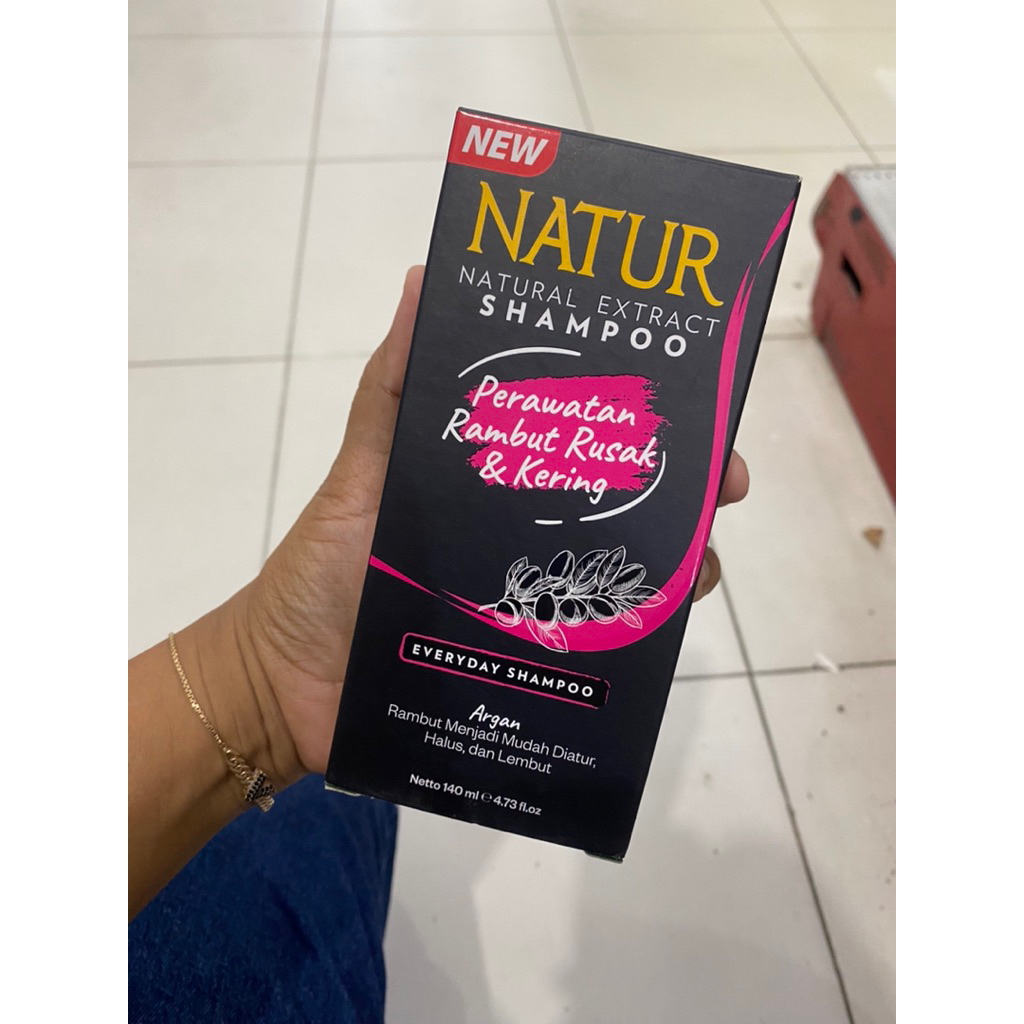 NEW
NATUR
NATURAL EXTRACT
SHAMPOO
Perawatan
Rambut Rusak
& Kering
EVERYDAY SHAMPOO
Argan
Rambut Menjadi Mudah Diatur,
Halus, dan Lembut
Netto 140 ml ℮ 4.73 fl.oz